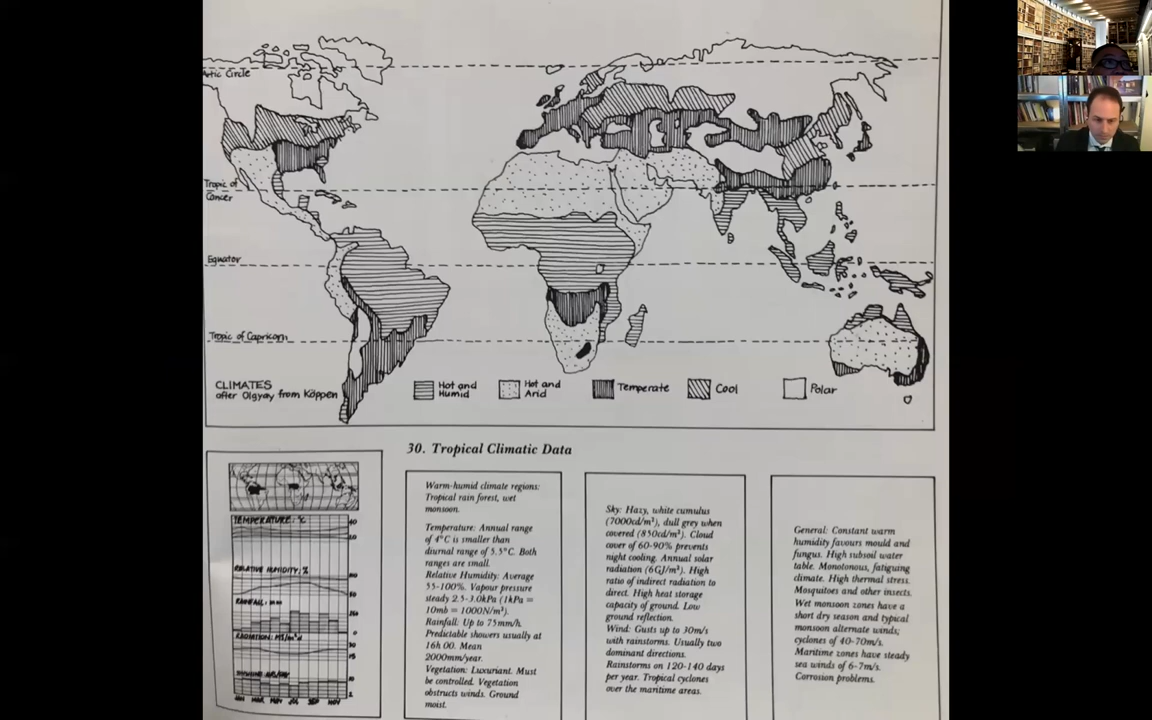 Artic Circle
Tropic of
Cancer
Equator
Tropic of Capricorn
CLIMATES
after Olgyay from Köppen
Hot and
Humid
Hot and
Arid
Temperate
Cool
Polar
30. Tropical Climatic Data
TEMPERATURE: °C
40
20
RELATIVE HUMIDITY: %
RAINFALL: mm
250
0
RADIATION: MJ/m²d
Warm-humid climate regions:
Tropical rain forest, wet
monsoon.
Temperature: Annual range
of 4°C is smaller than
diurnal range of 5.5°C. Both
ranges are small.
Relative Humidity: Average
55-100%. Vapour pressure
steady 2.5-3.0kPa (1kPa =
10mb = 1000N/m²).
Rainfall: Up to 75mm/h.
Predictable showers usually at
16h 00. Mean
2000mm/year.
Vegetation: Luxuriant. Must
be controlled. Vegetation
obstructs winds. Ground
moist.
Sky: Hazy, white cumulus
(7000cd/m²), dull grey when
covered (850cd/m²). Cloud
cover of 60-90% prevents
night cooling. Annual solar
radiation (6GJ/m²). High
ratio of indirect radiation to
direct. High heat storage
capacity of ground. Low
ground reflection.
Wind: Gusts up to 30m/s
with rainstorms. Usually two
dominant directions.
Rainstorms on 120-140 days
per year. Tropical cyclones
over the maritime areas.
General: Constant warm
humidity favours mould and
fungus. High subsoil water
table. Monotonous, fatiguing
climate. High thermal stress.
Mosquitoes and other insects.
Wet monsoon zones have a
short dry season and typical
monsoon alternate winds;
cyclones of 40-70m/s.
Maritime zones have steady
sea winds of 6-7m/s.
Corrosion problems.